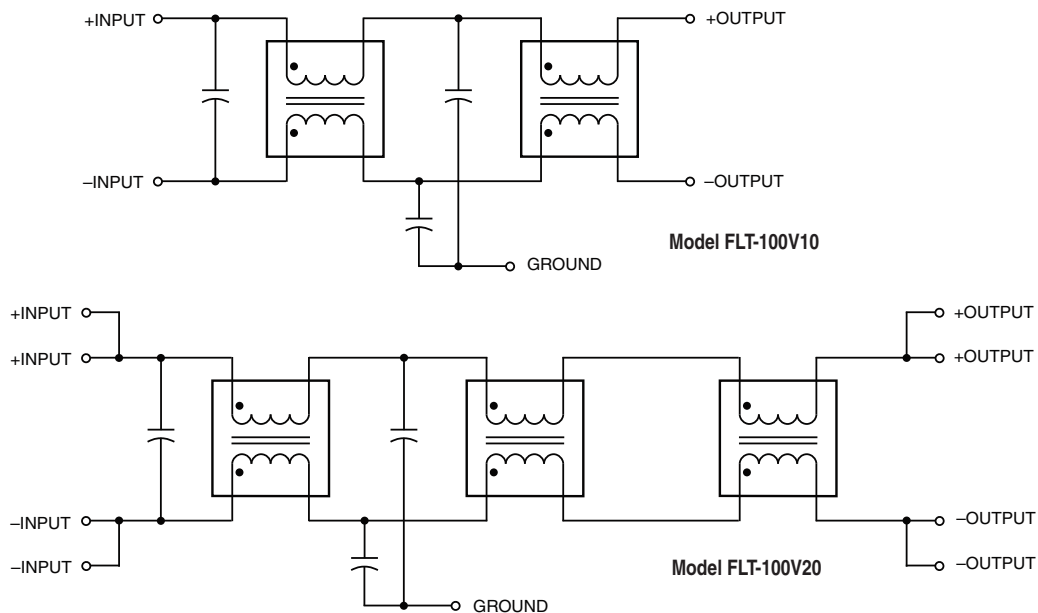 +INPUT
+OUTPUT
–INPUT
–OUTPUT
Model FLT-100V10
GROUND
+INPUT
+OUTPUT
+INPUT
+OUTPUT
–INPUT
–OUTPUT
–INPUT
–OUTPUT
Model FLT-100V20
GROUND